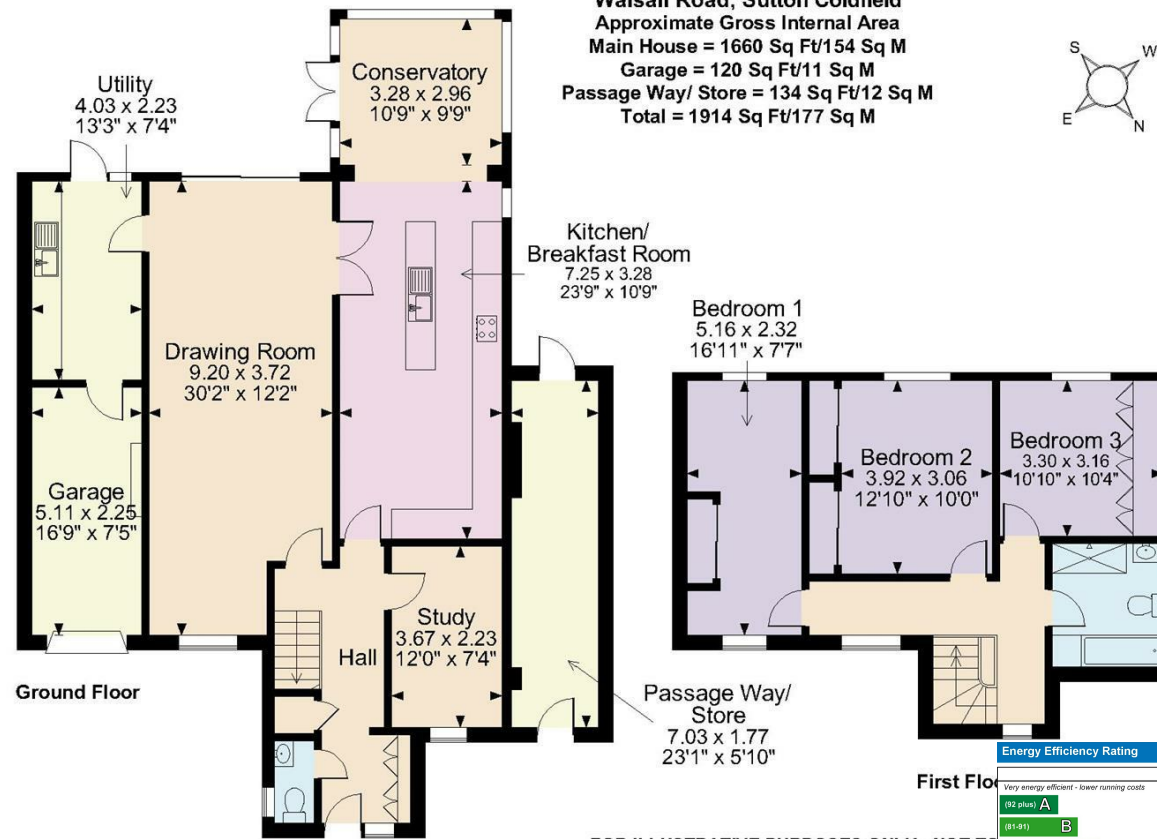 Walsall Road, Sutton Coldfield
Approximate Gross Internal Area
Main House = 1660 Sq Ft/154 Sq M
Garage = 120 Sq Ft/11 Sq M
Passage Way/ Store = 134 Sq Ft/12 Sq M
Total = 1914 Sq Ft/177 Sq M
S
W
E
N
Utility
4.03 x 2.23
13'3" x 7'4"
Conservatory
3.28 x 2.96
10'9" x 9'9"
Kitchen/
Breakfast Room
7.25 x 3.28
23'9" x 10'9"
Drawing Room
9.20 x 3.72
30'2" x 12'2"
Garage
5.11 x 2.25
16'9" x 7'5"
Study
3.67 x 2.23
12'0" x 7'4"
Hall
Passage Way/
Store
7.03 x 1.77
23'1" x 5'10"
Ground Floor
Bedroom 1
5.16 x 2.32
16'11" x 7'7"
Bedroom 2
3.92 x 3.06
12'10" x 10'0"
Bedroom 3
3.30 x 3.16
10'10" x 10'4"
First Floo
Energy Efficiency Rating
Very energy efficient - lower running costs
(92 plus) A
(81-91) B